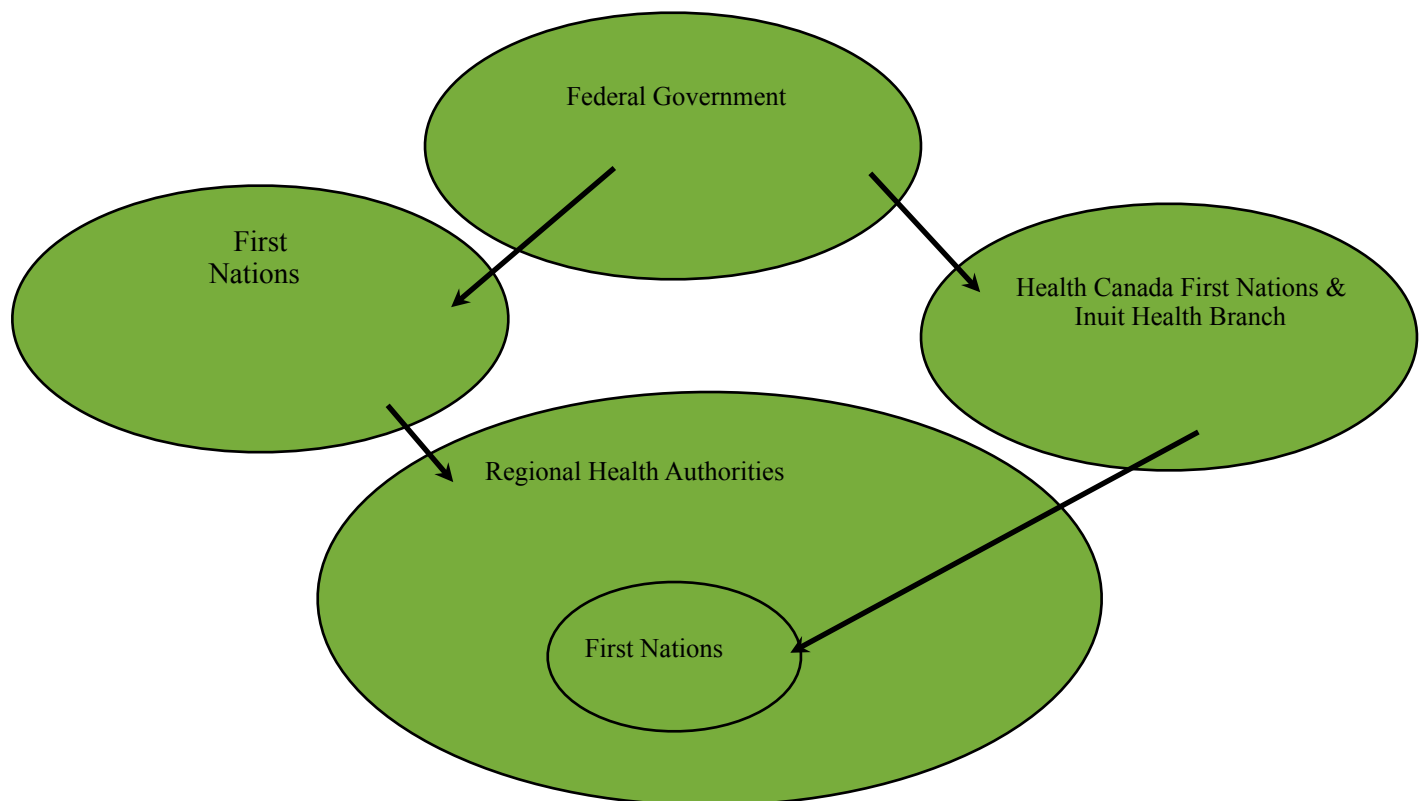 Federal Government
First
Nations
Health Canada First Nations &
Inuit Health Branch
Regional Health Authorities
First Nations